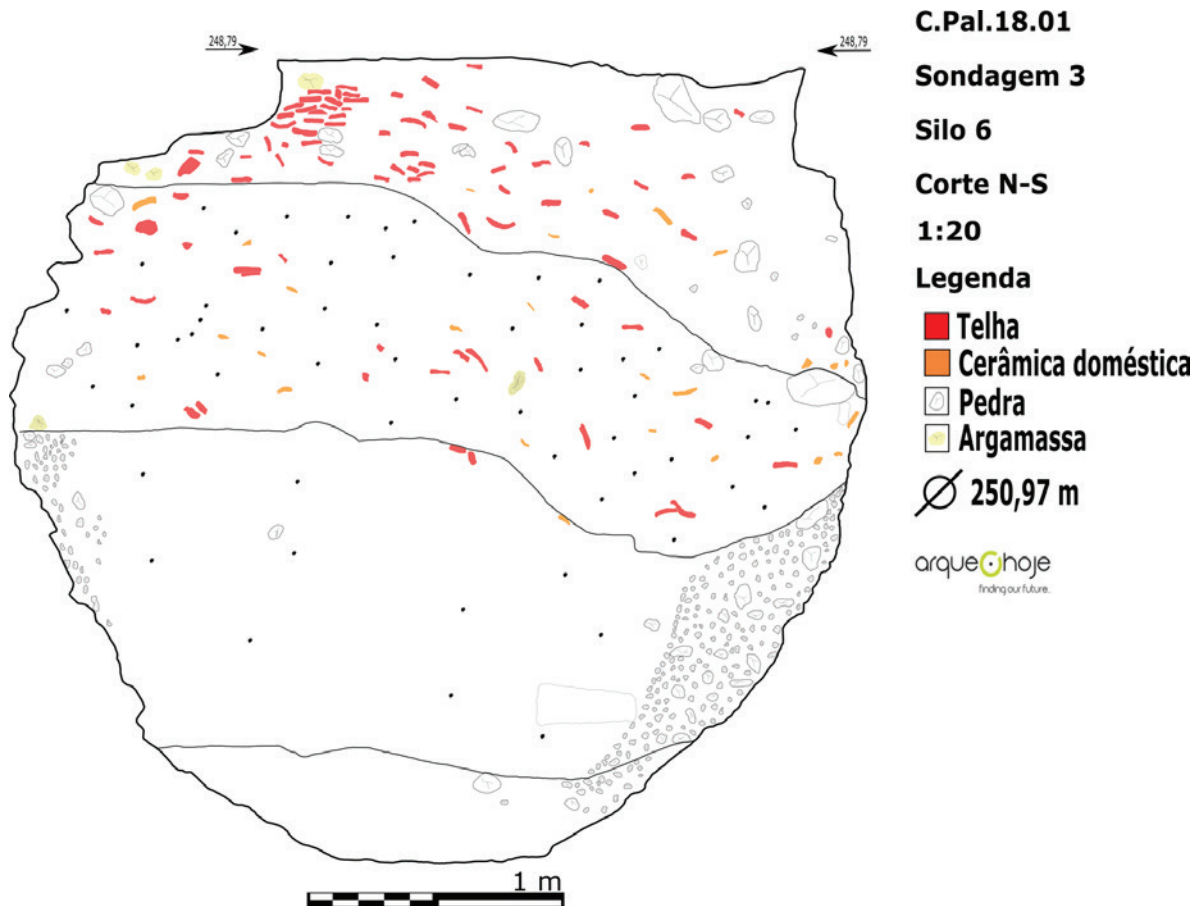 248,79
248,79
C.Pal.18.01
Sondagem 3
Silo 6
Corte N-S
1:20
Legenda
Telha
Cerâmica doméstica
Pedra
Argamassa
250,97 m
arqueohoje
finding our future.
1 m